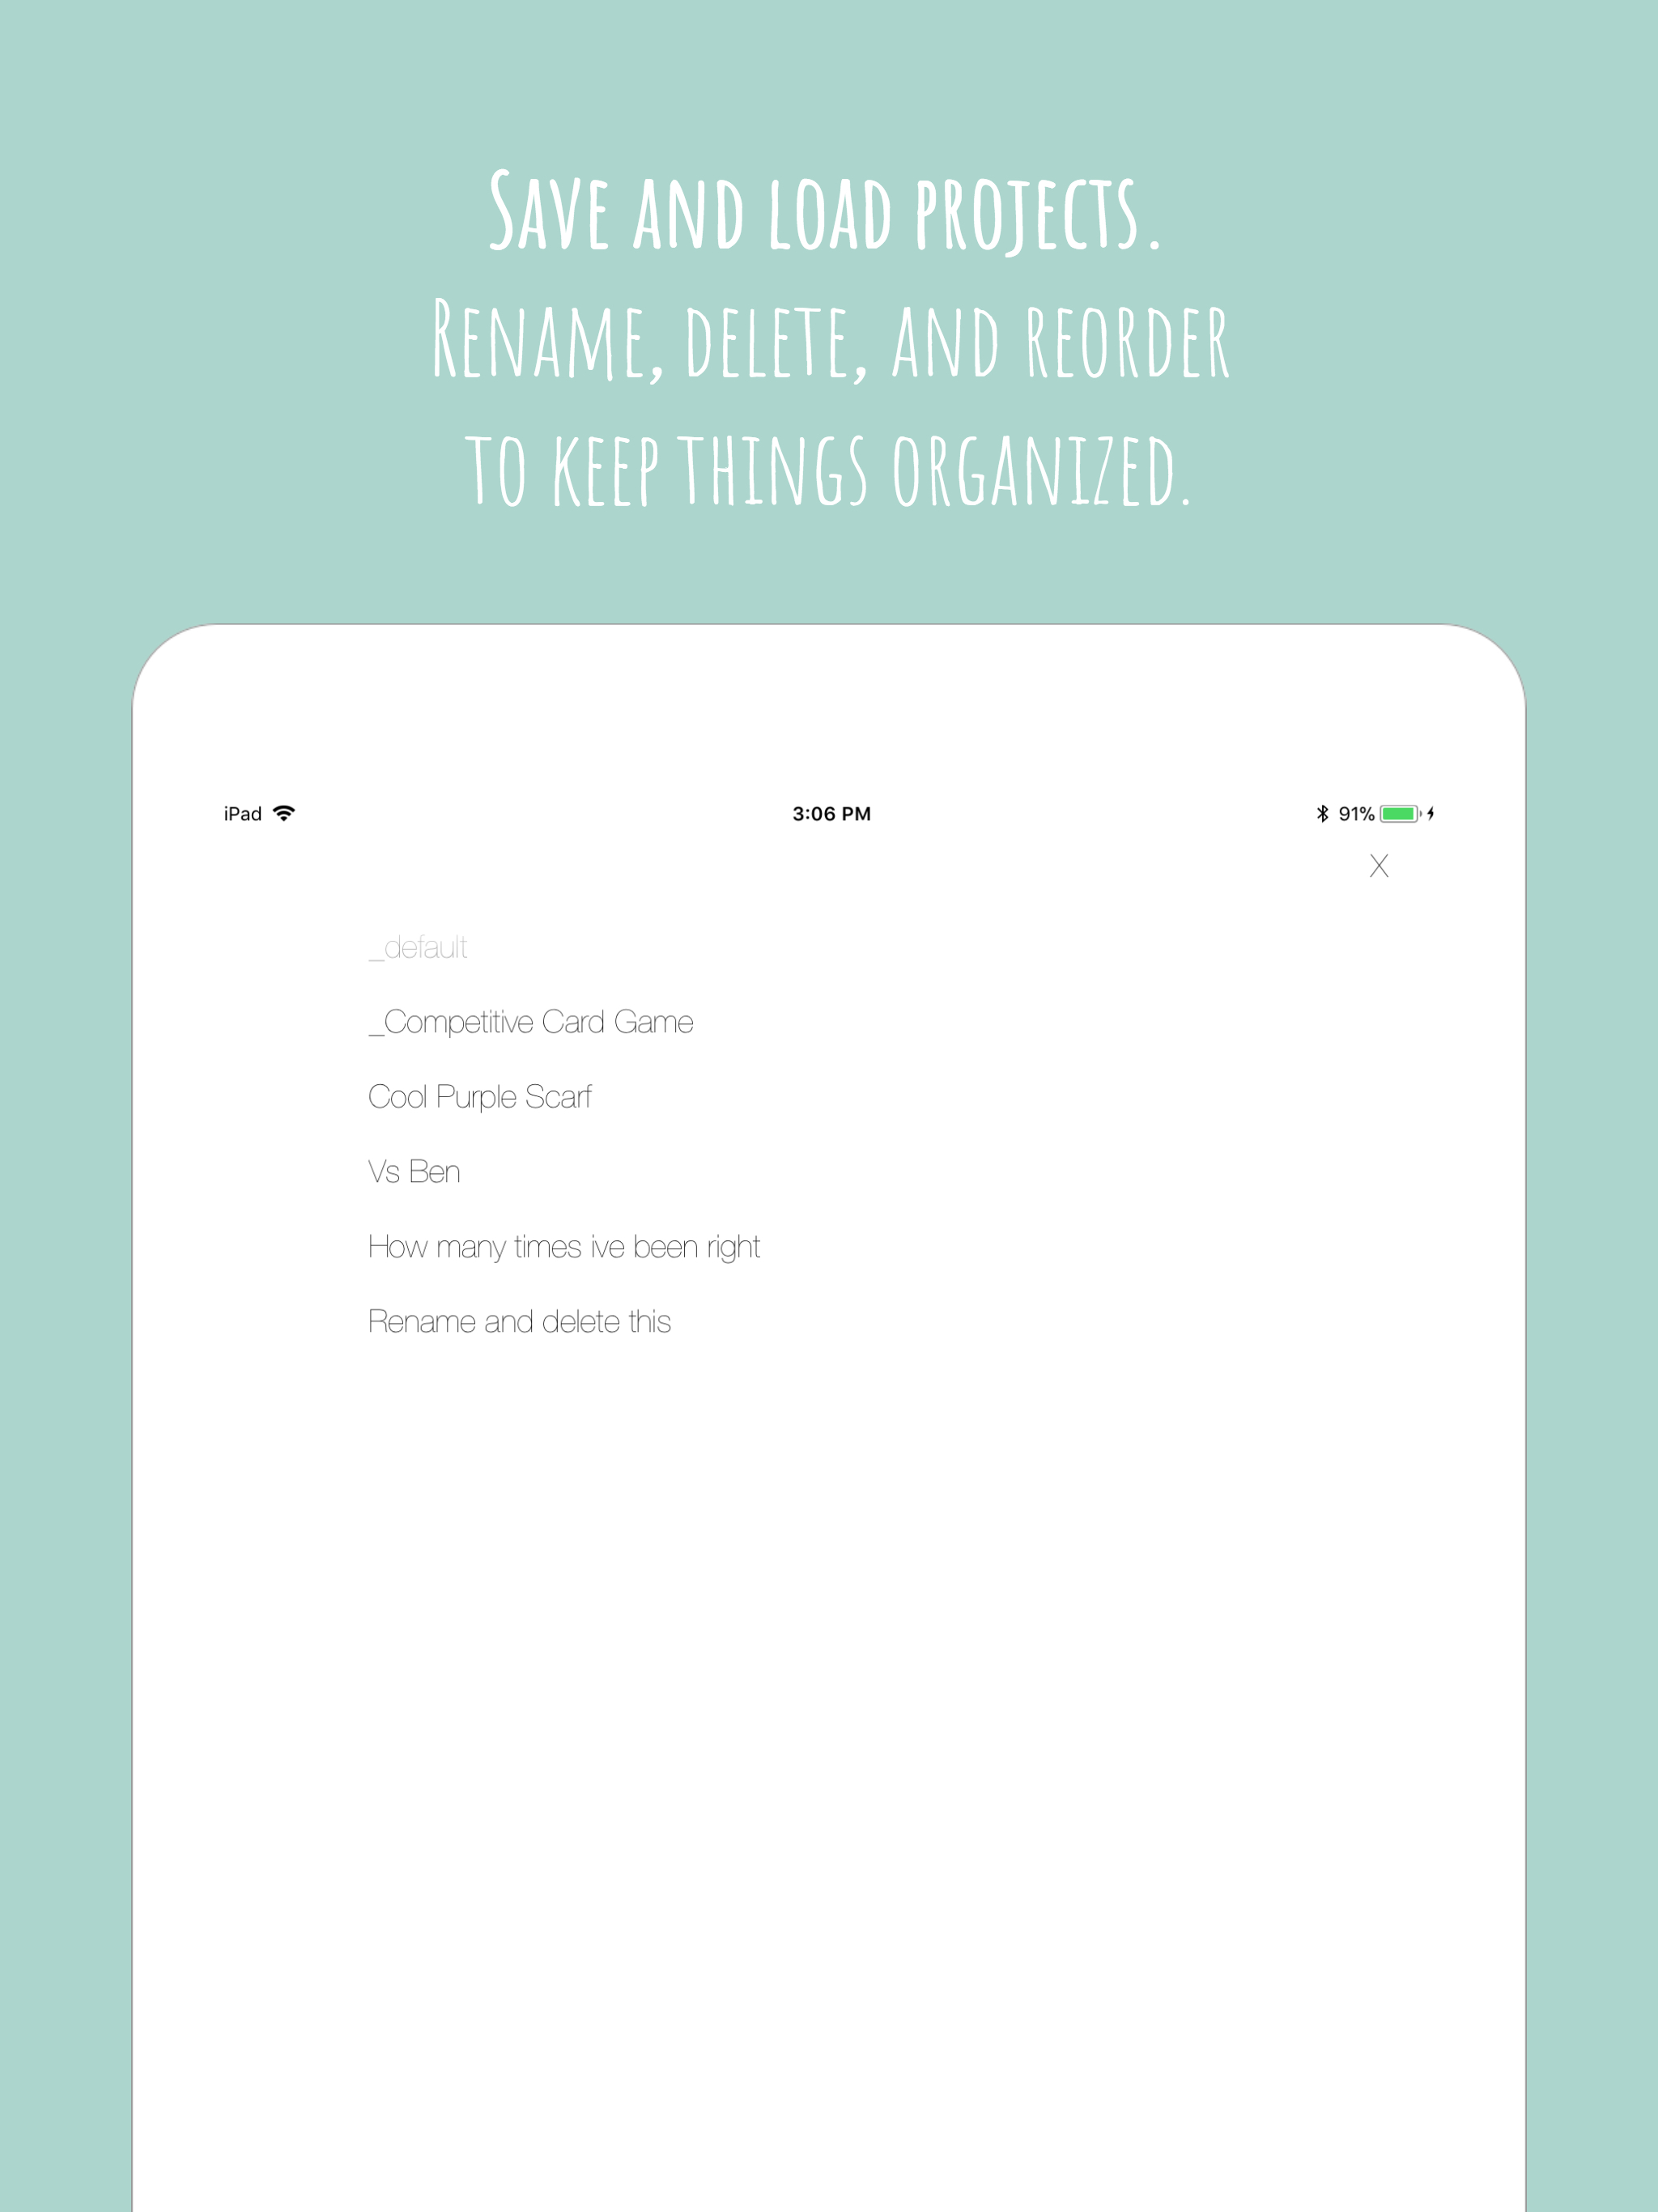 Save and load projects.
Rename, delete, and reorder
to keep things organized.
iPad 3:06 PM 91%
X
_default
_Competitive Card Game
Cool Purple Scarf
Vs Ben
How many times ive been right
Rename and delete this